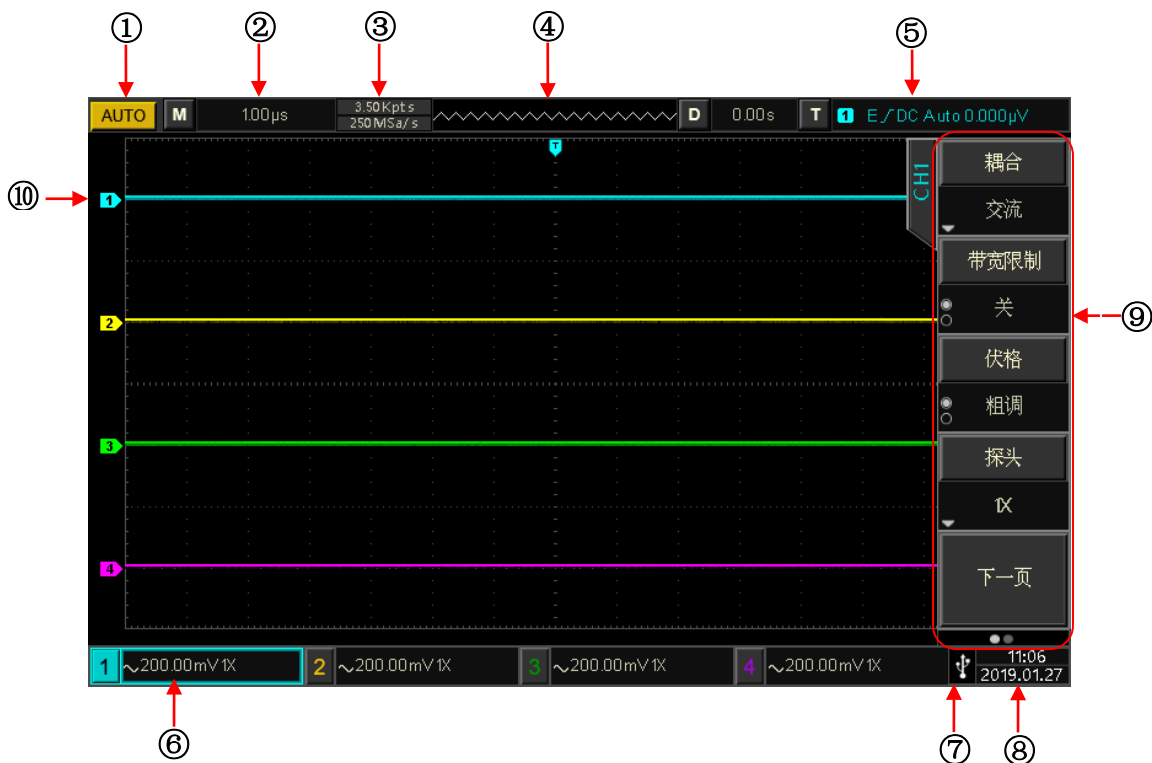 ① ② ③ ④ ⑤
AUTO M 1.00μs 3.50Kpts D 0.00s T 1 E DC Auto 0.000μV
250MSa/s
T
CH1
耦合
⑩ 1
交流
带宽限制
关
⑨
2
伏格
粗调
3
探头
1X
4
下一页
1 200.00mV 1X 2 200.00mV 1X 3 200.00mV 1X 4 200.00mV 1X 11:06
2019.01.27
⑥ ⑦ ⑧